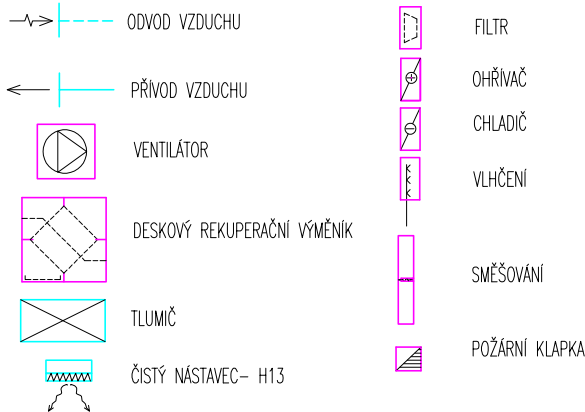 ODVOD VZDUCHU
PŘÍVOD VZDUCHU
VENTILÁTOR
DESKOVÝ REKUPERAČNÍ VÝMĚNÍK
TLUMIČ
ČISTÝ NÁSTAVEC– H13
FILTR
OHŘÍVAČ
CHLADIČ
VLHČENÍ
SMĚŠOVÁNÍ
POŽÁRNÍ KLAPKA